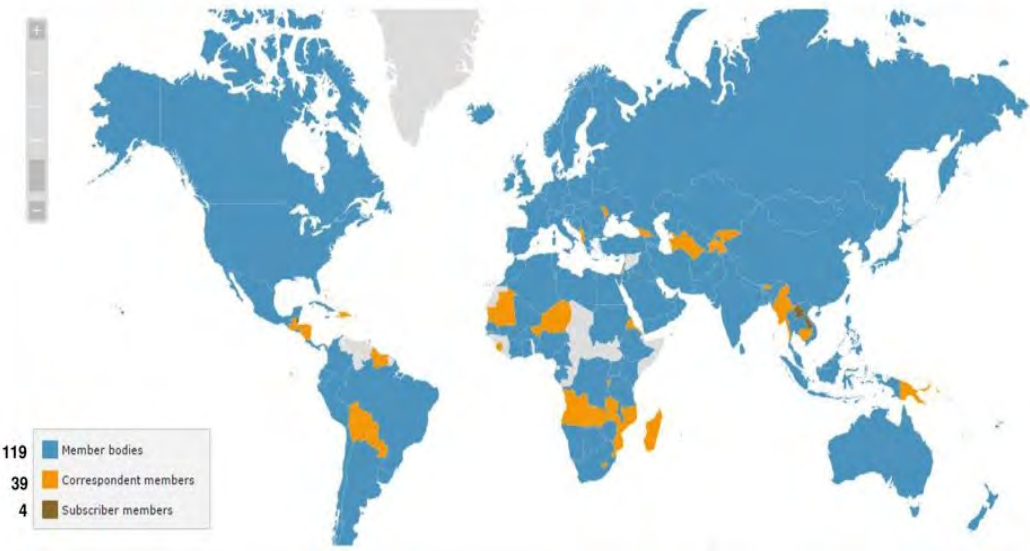 +
−
119 Member bodies
39 Correspondent members
4 Subscriber members